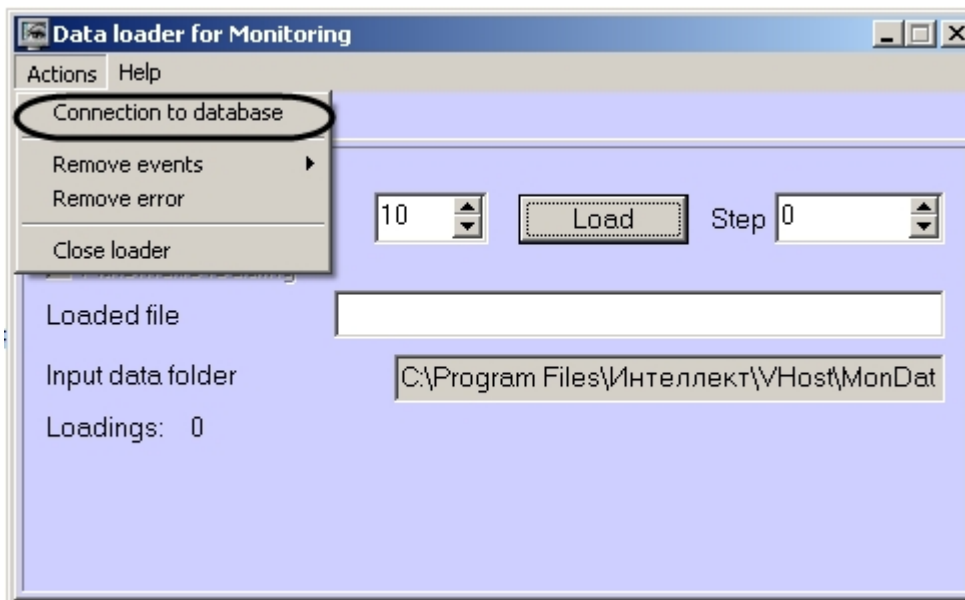 Data loader for Monitoring
Actions Help
Connection to database
Remove events
Remove error
Close loader
10 Load Step 0
Loaded file
Input data folder C:\Program Files\Интеллект\VHost\MonDat
Loadings: 0